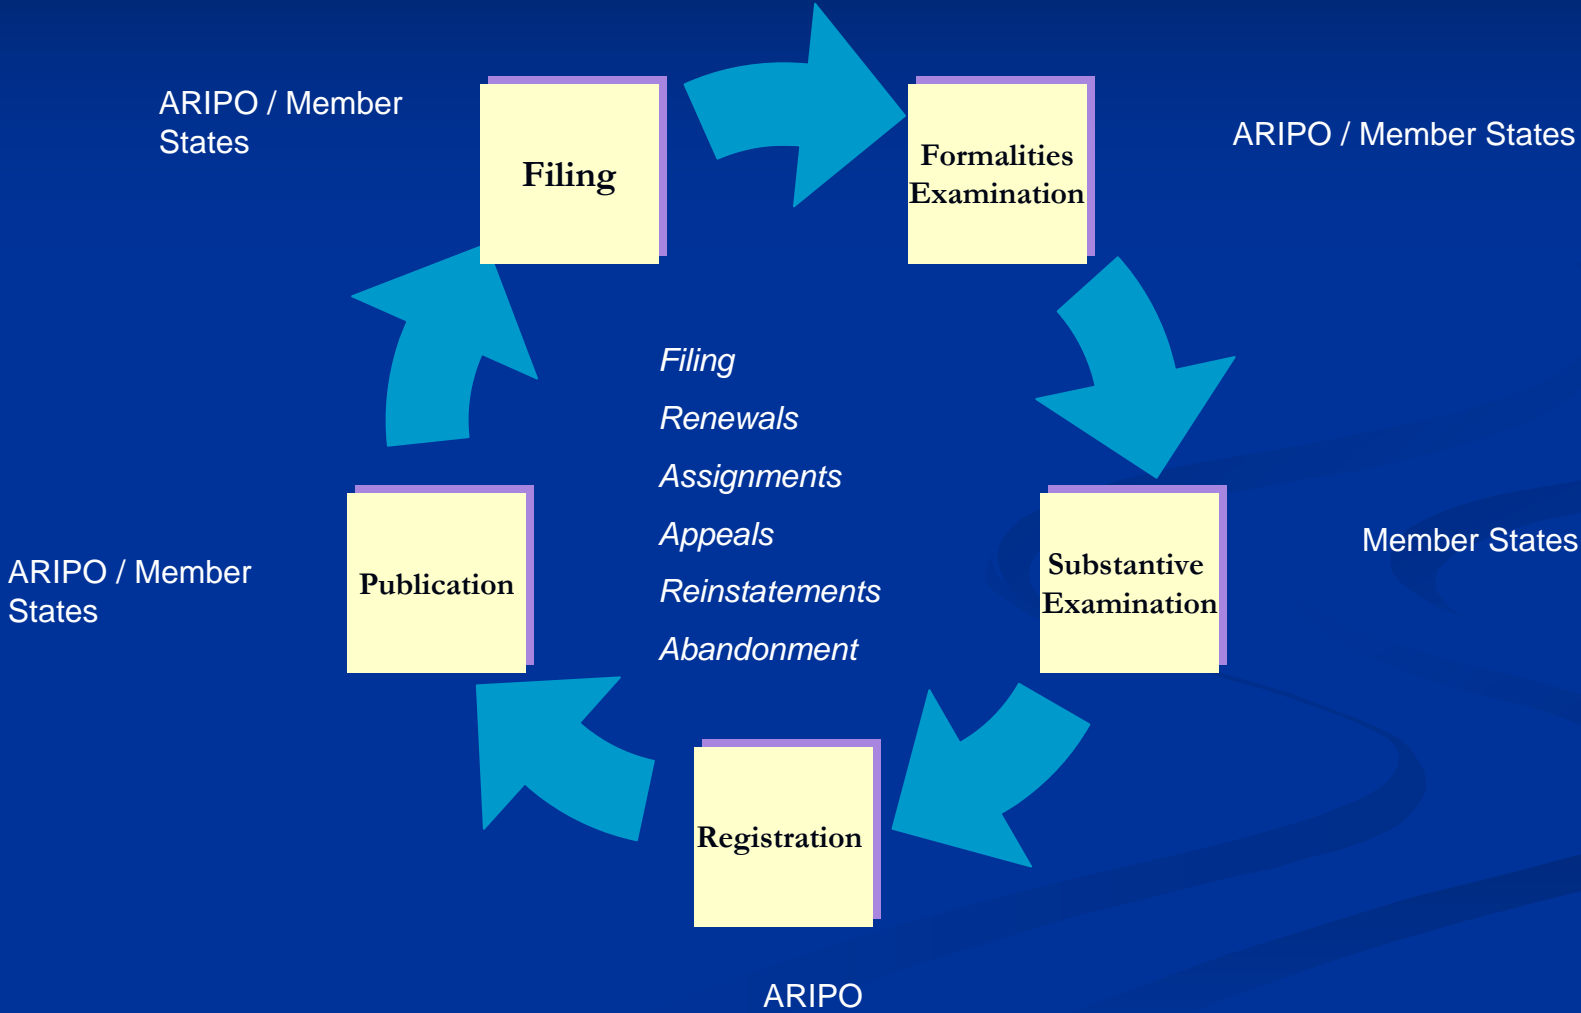 ARIPO / Member
States
Filing
Formalities
Examination
ARIPO / Member States
Filing
Renewals
Assignments
Appeals
Reinstatements
Abandonment
ARIPO / Member
States
Publication
Substantive
Examination
Member States
Registration
ARIPO